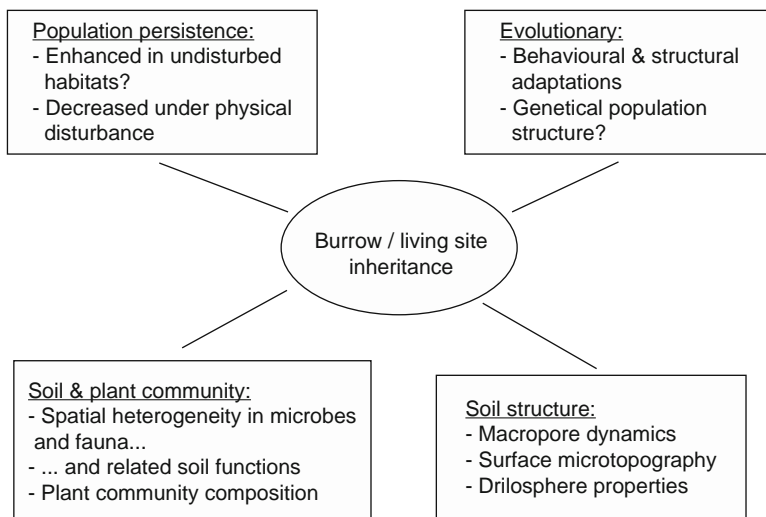 Population persistence:
- Enhanced in undisturbed
habitats?
- Decreased under physical
disturbance
Evolutionary:
- Behavioural & structural
adaptations
- Genetical population
structure?
Burrow / living site
inheritance
Soil & plant community:
- Spatial heterogeneity in microbes
and fauna...
- ... and related soil functions
- Plant community composition
Soil structure:
- Macropore dynamics
- Surface microtopography
- Drilosphere properties